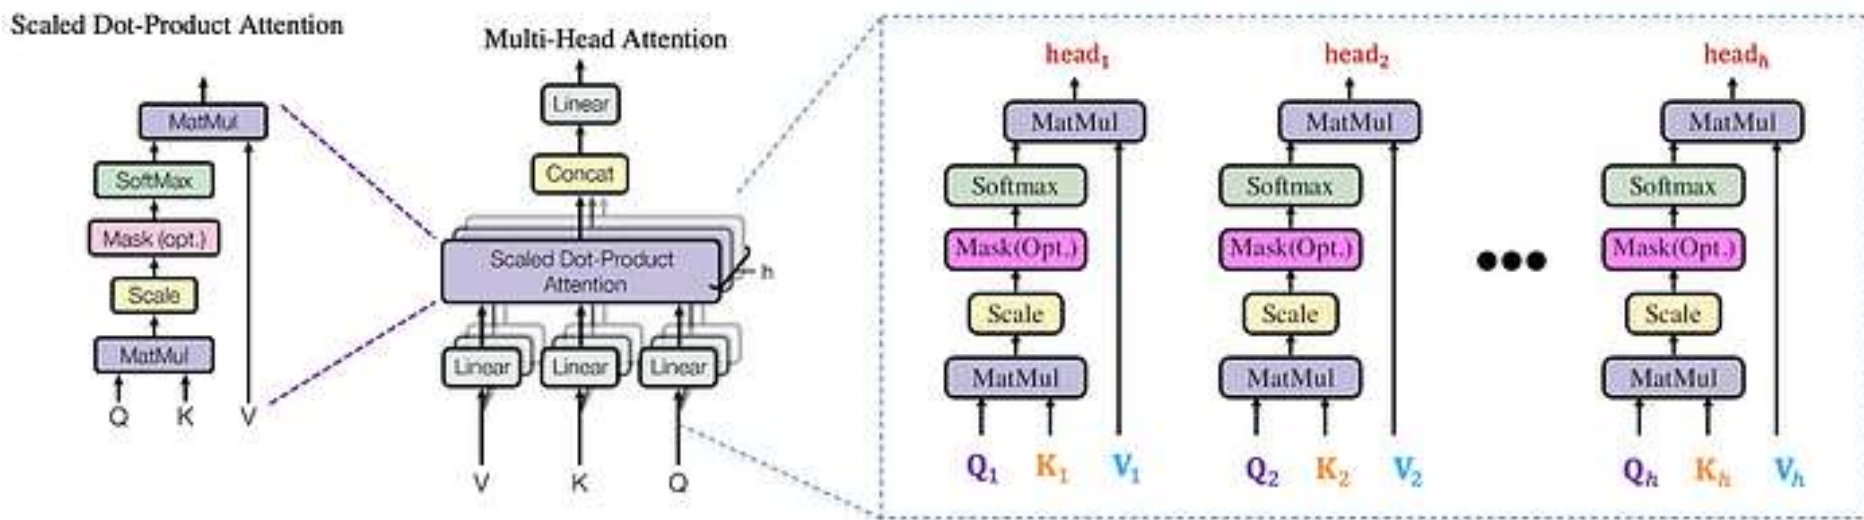 Scaled Dot-Product Attention
MatMul
SoftMax
Mask (opt.)
Scale
MatMul
Q K V
Multi-Head Attention
Linear
Concat
Scaled Dot-Product
Attention
h
Linear Linear Linear
V K Q
head₁ head₂ headₕ
MatMul MatMul MatMul
Softmax Softmax Softmax
Mask(Opt.) Mask(Opt.) Mask(Opt.)
Scale Scale Scale
MatMul MatMul MatMul
Q₁ K₁ V₁ Q₂ K₂ V₂ Qₕ Kₕ Vₕ